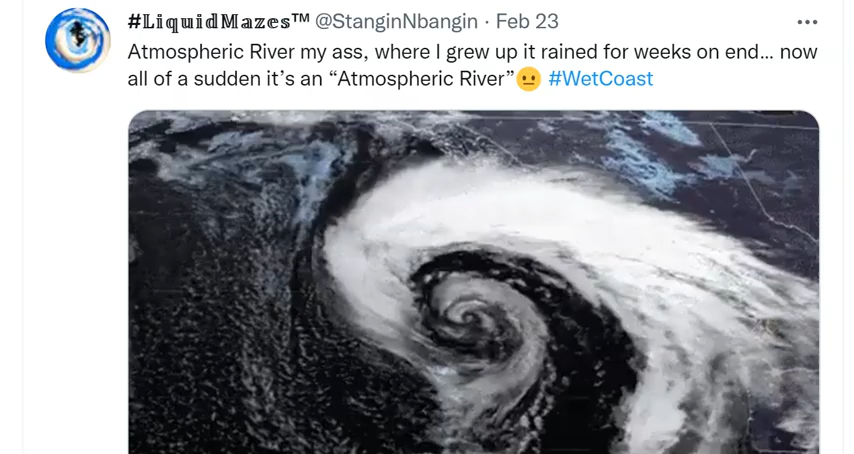 #𝕃𝕚𝕢𝕦𝕚𝕕𝕄𝕒𝕫𝕖𝕤™ @StanginNbangin · Feb 23
Atmospheric River my ass, where I grew up it rained for weeks on end... now
all of a sudden it’s an “Atmospheric River”😐 #WetCoast